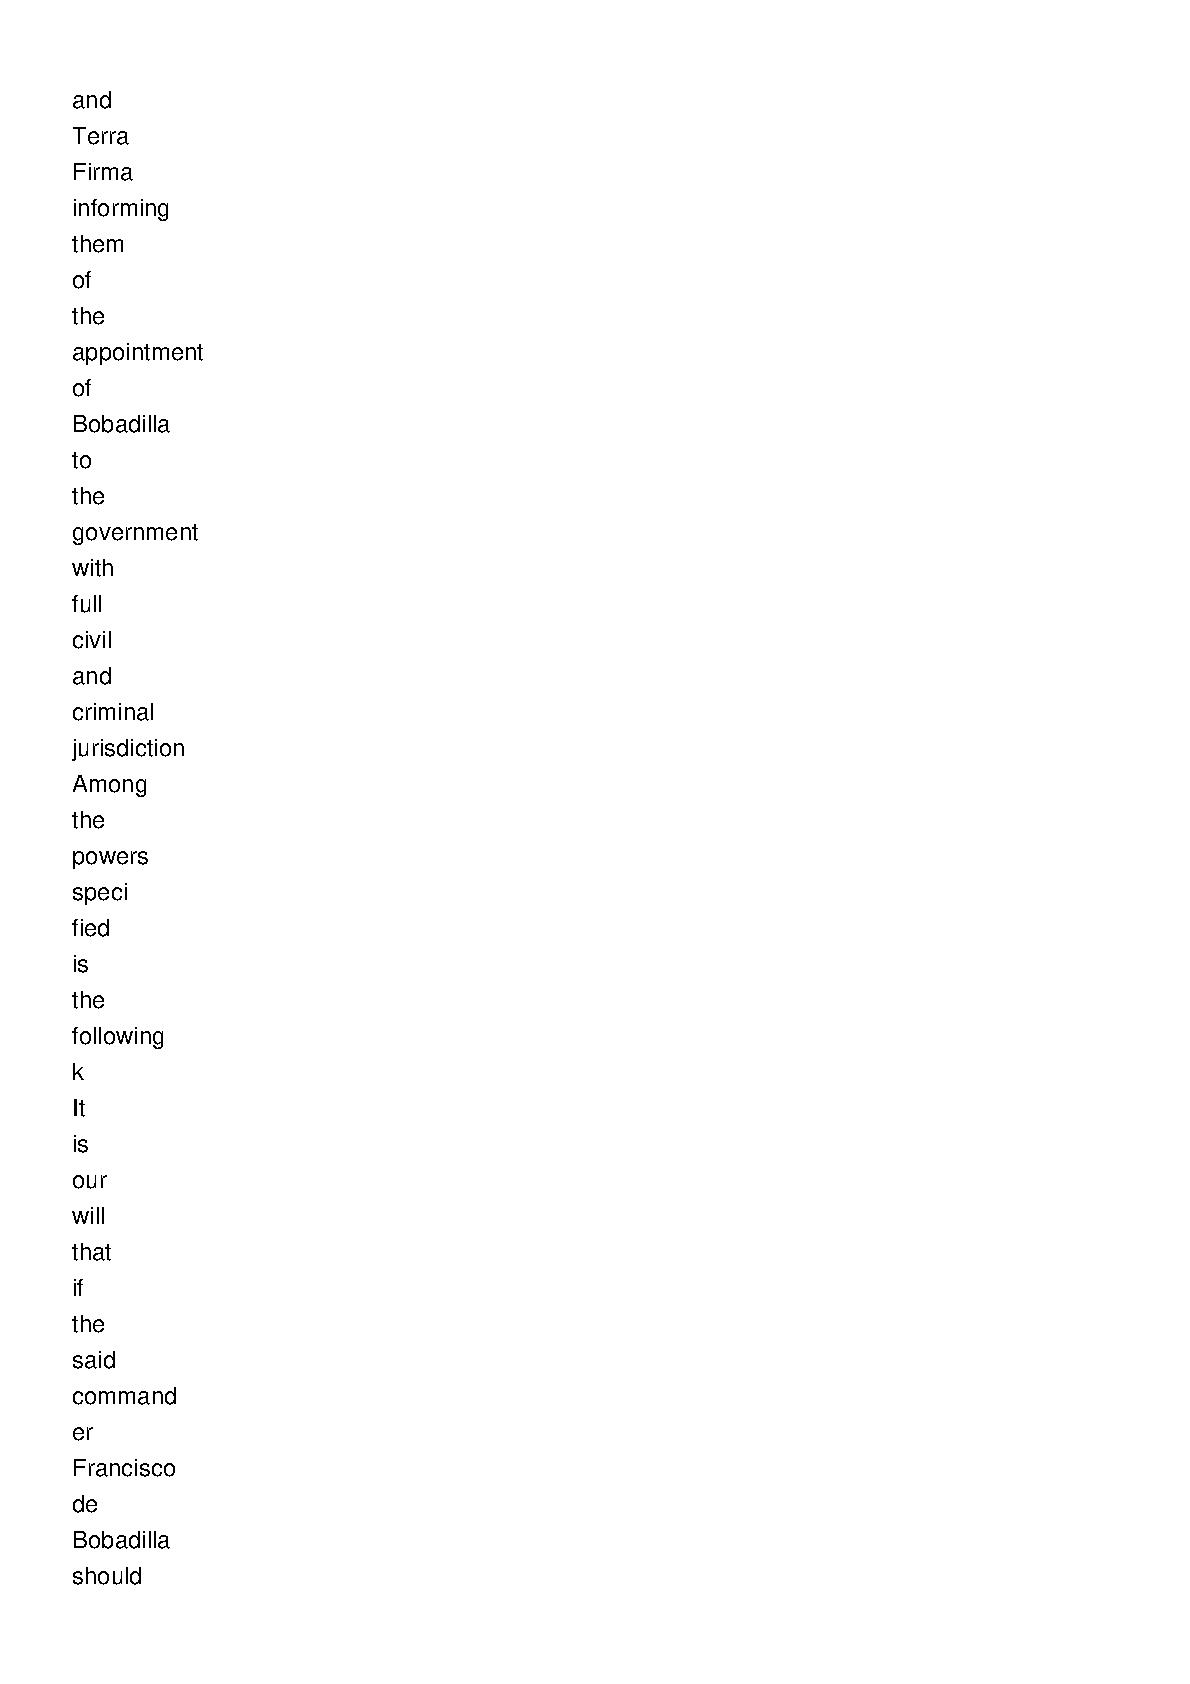 and
Terra
Firma
informing
them
of
the
appointment
of
Bobadilla
to
the
government
with
full
civil
and
criminal
jurisdiction
Among
the
powers
speci
fied
is
the
following
k
It
is
our
will
that
if
the
said
command
er
Francisco
de
Bobadilla
should